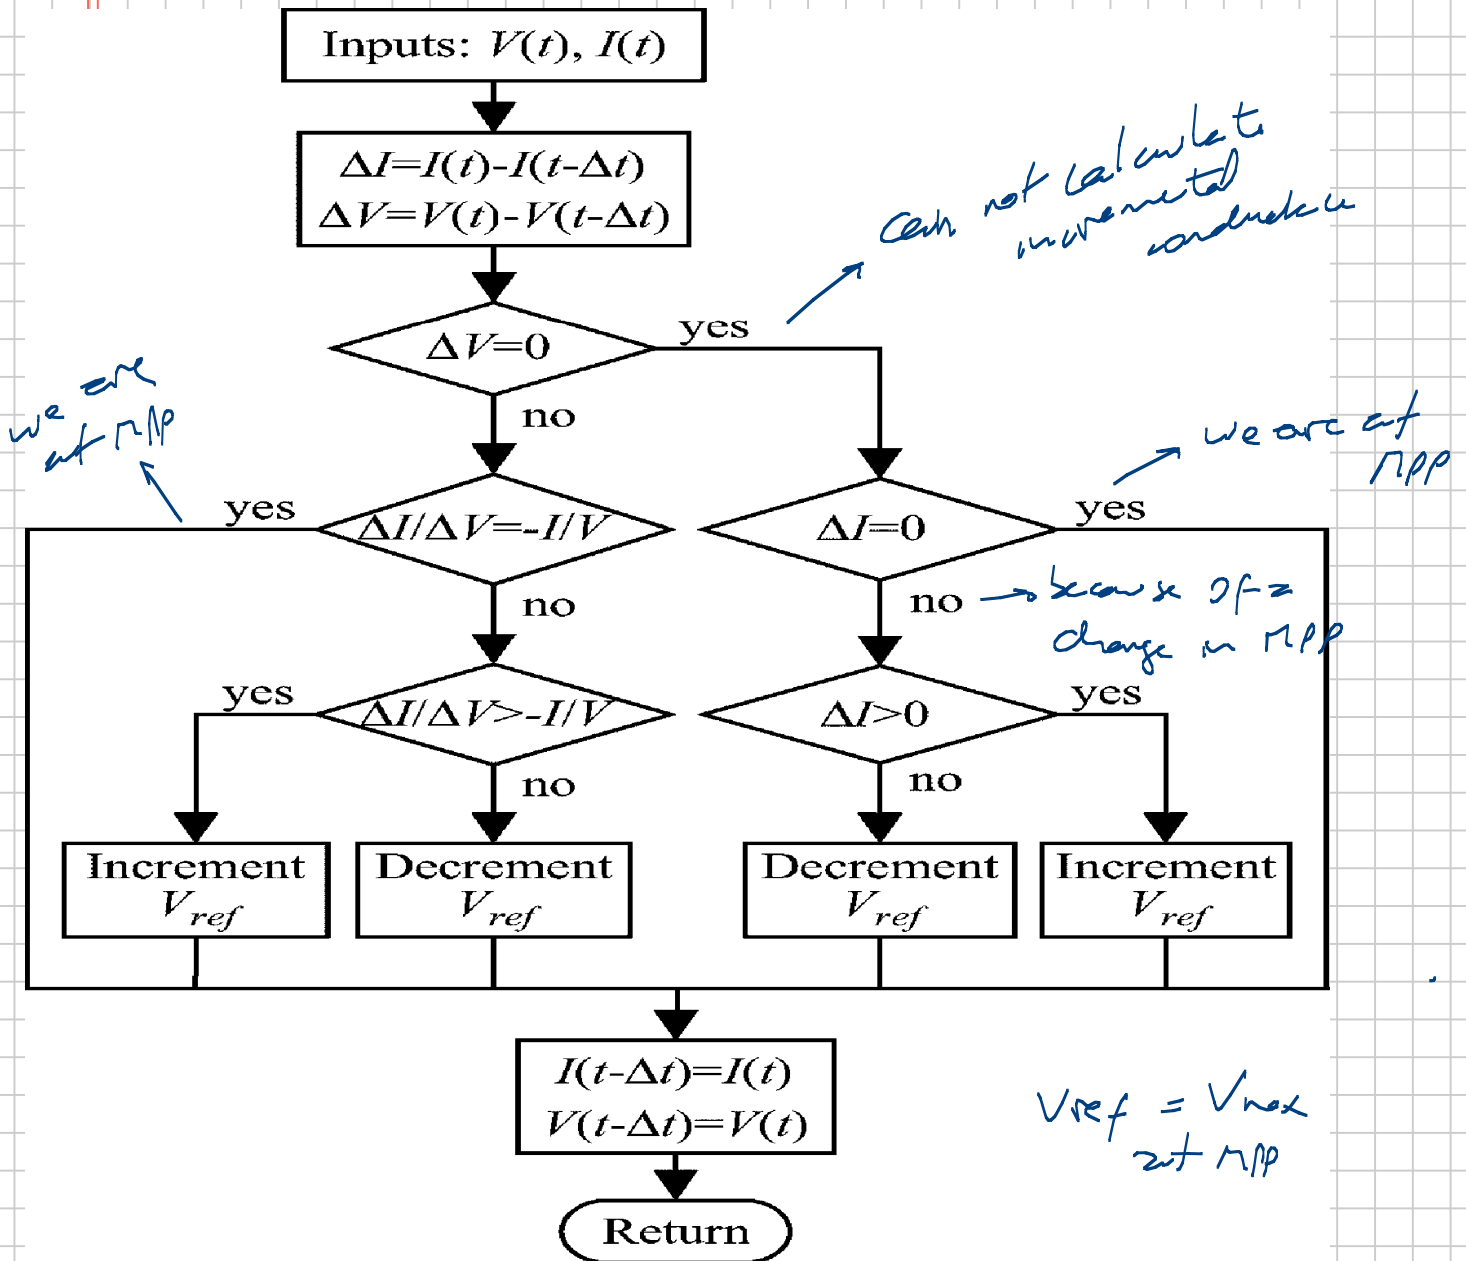 Inputs: V(t), I(t)
ΔI=I(t)-I(t-Δt)
ΔV=V(t)-V(t-Δt)
can not calculate
incremental
conductance
ΔV=0
yes
no
we are
at MPP
we are at
MPP
yes
ΔI/ΔV=-I/V
ΔI=0
yes
no
no
because of a
change in MPP
yes
ΔI/ΔV>-I/V
ΔI>0
yes
no
no
Increment
Vref
Decrement
Vref
Decrement
Vref
Increment
Vref
I(t-Δt)=I(t)
V(t-Δt)=V(t)
Vref = Vmax
at MPP
Return